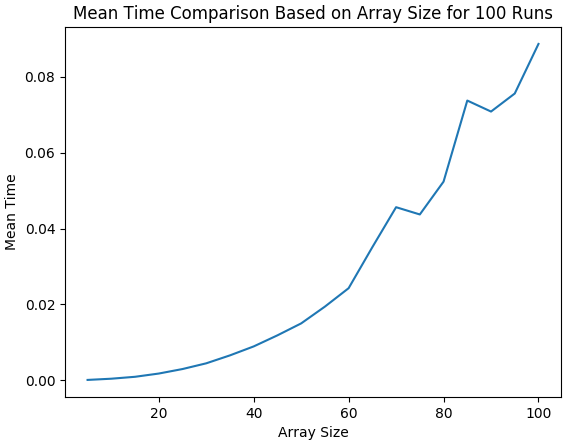 Mean Time Comparison Based on Array Size for 100 Runs
0.08
0.06
0.04
0.02
0.00
Mean Time
20 40 60 80 100
Array Size